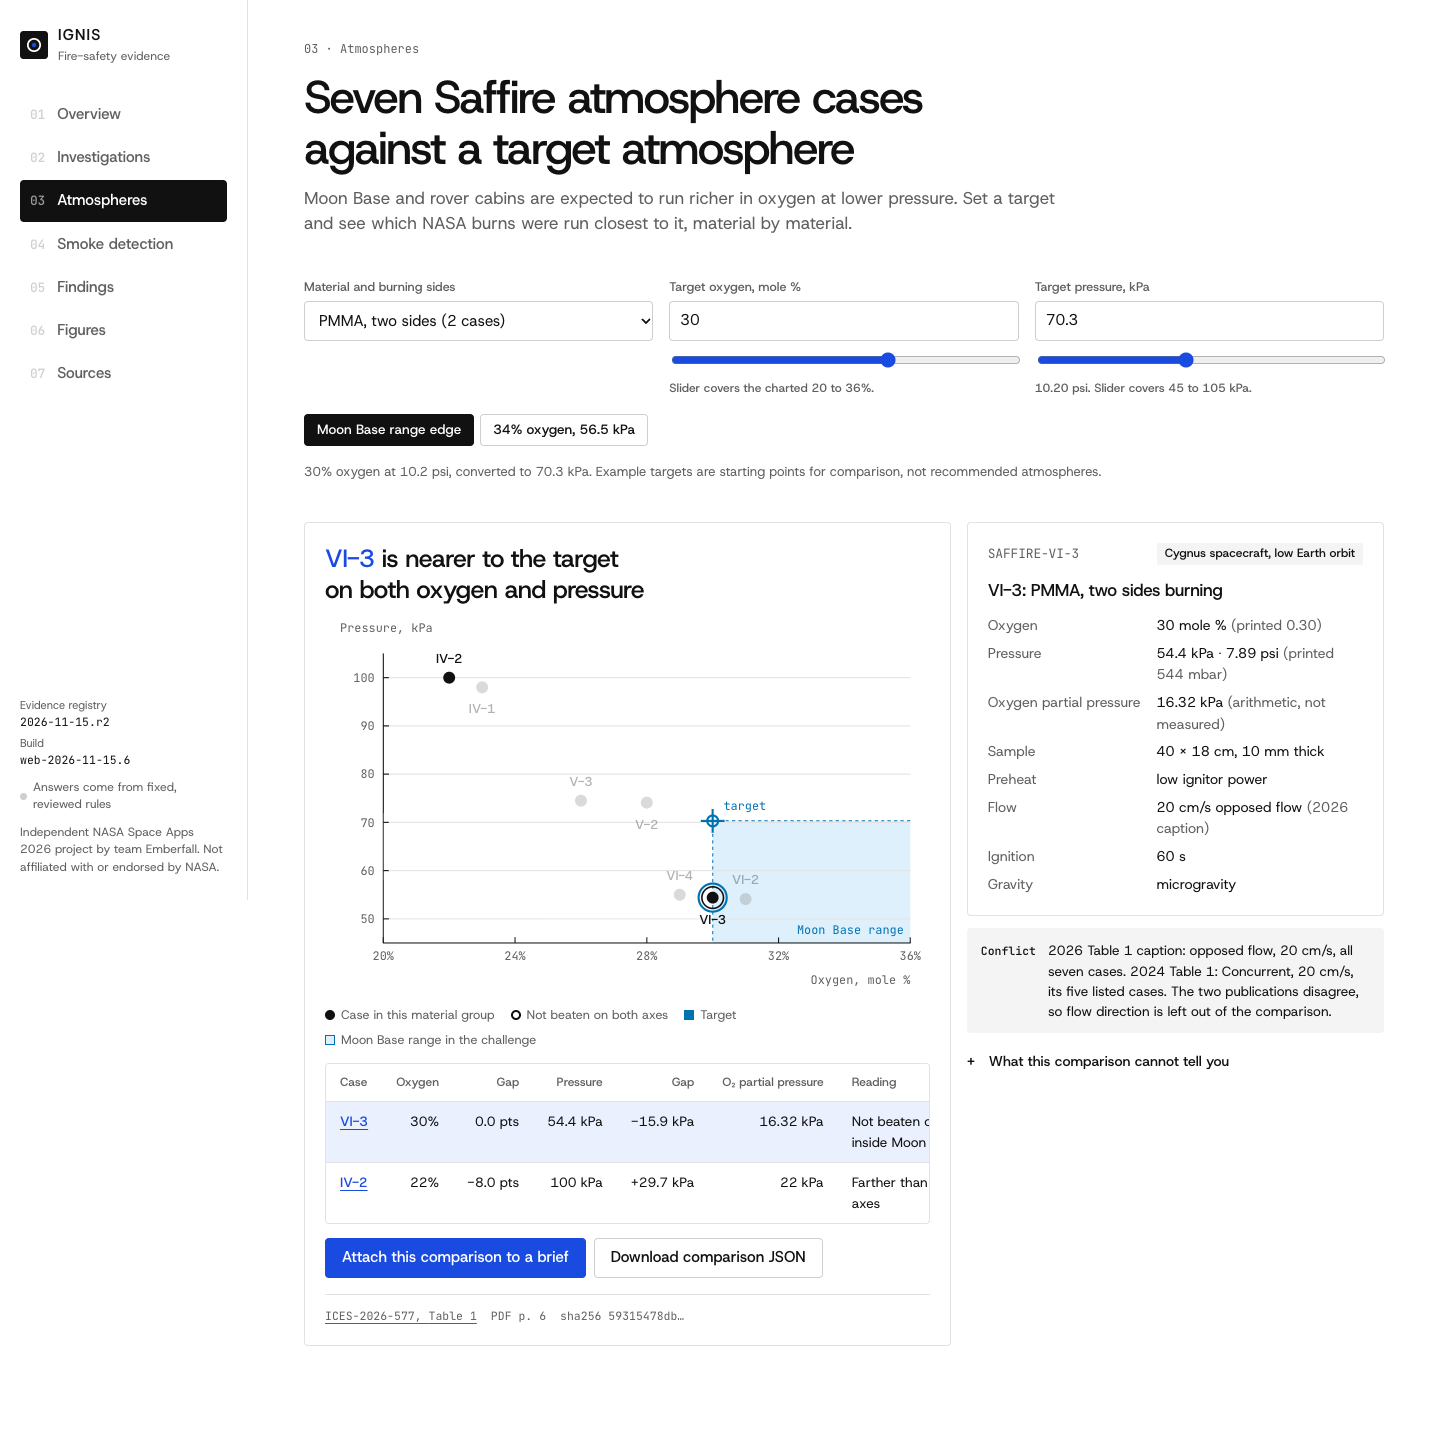 IGNIS
Fire-safety evidence
01 Overview
02 Investigations
03 Atmospheres
04 Smoke detection
05 Findings
06 Figures
07 Sources
Evidence registry
2026-11-15.r2
Build
web-2026-11-15.6
Answers come from fixed,
reviewed rules
Independent NASA Space Apps
2026 project by team Emberfall. Not
affiliated with or endorsed by NASA.
03 · Atmospheres
Seven Saffire atmosphere cases
against a target atmosphere
Moon Base and rover cabins are expected to run richer in oxygen at lower pressure. Set a target
and see which NASA burns were run closest to it, material by material.
Material and burning sides
PMMA, two sides (2 cases)
Target oxygen, mole %
30
Slider covers the charted 20 to 36%.
Target pressure, kPa
70.3
10.20 psi. Slider covers 45 to 105 kPa.
Moon Base range edge
34% oxygen, 56.5 kPa
30% oxygen at 10.2 psi, converted to 70.3 kPa. Example targets are starting points for comparison, not recommended atmospheres.
VI-3 is nearer to the target
on both oxygen and pressure
Pressure, kPa
100
90
80
70
60
50
IV-2
IV-1
V-3
V-2
target
VI-4
VI-2
VI-3
Moon Base range
20% 24% 28% 32% 36%
Oxygen, mole %
Case in this material group
Not beaten on both axes
Target
Moon Base range in the challenge
Case Oxygen Gap Pressure Gap O₂ partial pressure Reading
VI-3 30% 0.0 pts 54.4 kPa −15.9 kPa 16.32 kPa Not beaten
inside Moon
IV-2 22% −8.0 pts 100 kPa +29.7 kPa 22 kPa Farther than
axes
Attach this comparison to a brief
Download comparison JSON
ICES-2026-577, Table 1 PDF p. 6 sha256 59315478db…
SAFFIRE-VI-3
Cygnus spacecraft, low Earth orbit
VI-3: PMMA, two sides burning
Oxygen 30 mole % (printed 0.30)
Pressure 54.4 kPa · 7.89 psi (printed
544 mbar)
Oxygen partial pressure 16.32 kPa (arithmetic, not
measured)
Sample 40 × 18 cm, 10 mm thick
Preheat low ignitor power
Flow 20 cm/s opposed flow (2026
caption)
Ignition 60 s
Gravity microgravity
Conflict 2026 Table 1 caption: opposed flow, 20 cm/s, all
seven cases. 2024 Table 1: Concurrent, 20 cm/s,
its five listed cases. The two publications disagree,
so flow direction is left out of the comparison.
+ What this comparison cannot tell you